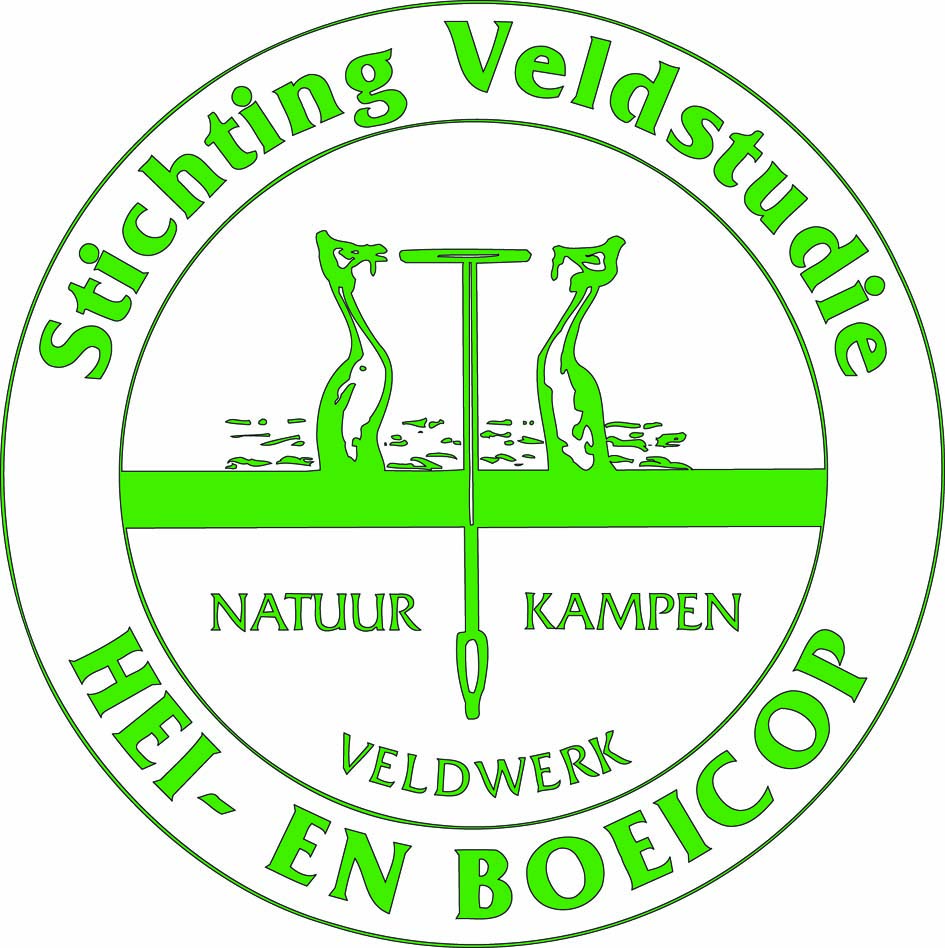 Stichting Veldstudie
NATUUR KAMPEN
VELDWERK
HEI- EN BOEICOP